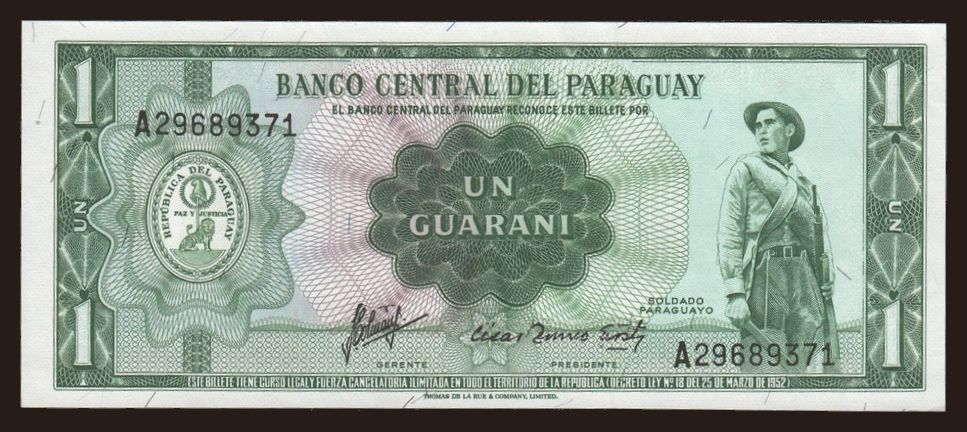 1
1
BANCO CENTRAL DEL PARAGUAY
EL BANCO CENTRAL DEL PARAGUAY RECONOCE ESTE BILLETE POR
A29689371
REPUBLICA DEL PARAGUAY
PAZ Y JUSTICIA
UN
GUARANI
UN
UN
SOLDADO
PARAGUAYO
GERENTE
PRESIDENTE
A29689371
1
1
ESTE BILLETE TIENE CURSO LEGAL Y FUERZA CANCELATORIA ILIMITADA EN TODO EL TERRITORIO DE LA REPUBLICA (DECRETO LEY Nº 18 DEL 25 DE MARZO DE 1952)
THOMAS DE LA RUE & COMPANY, LIMITED.